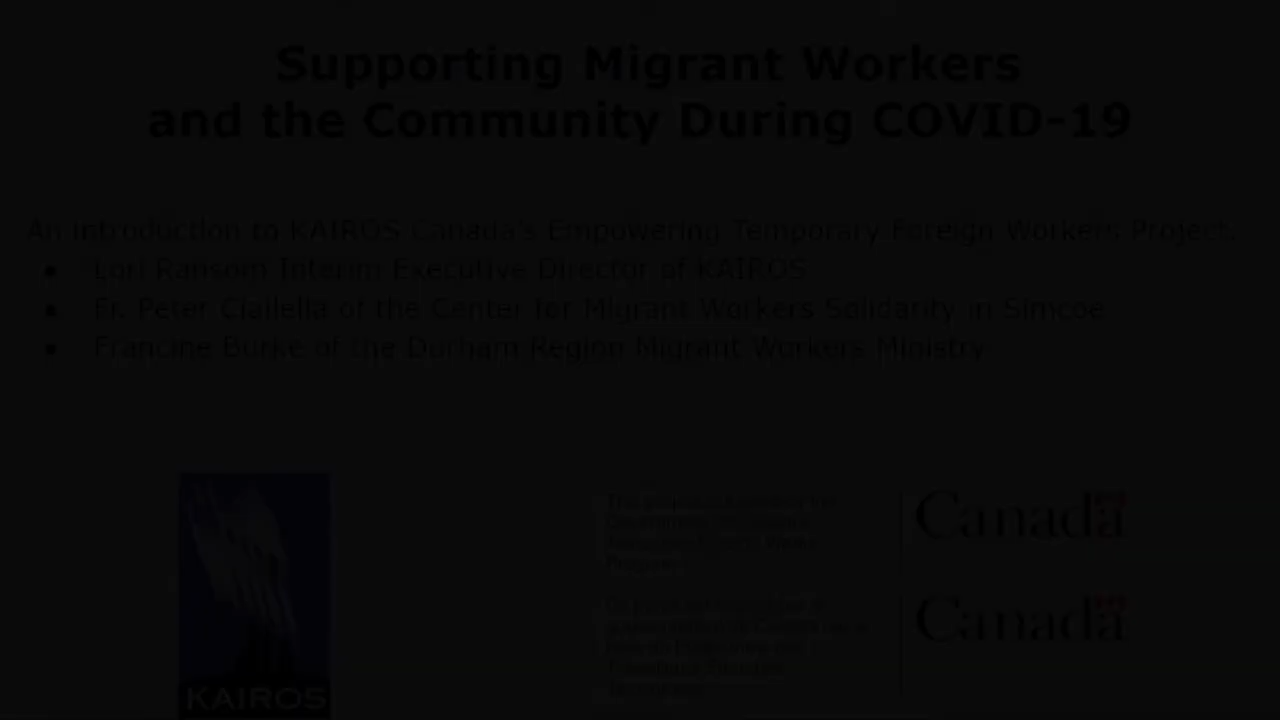 Supporting Migrant Workers
and the Community During COVID-19
An introduction to KAIROS Canada's Empowering Temporary Foreign Workers Project.
• Lori Ransom Interim Executive Director of KAIROS
• Fr. Peter Ciallella of the Center for Migrant Workers Solidarity in Simcoe
• Francine Burke of the Durham Region Migrant Workers Ministry
KAIROS
Canada
Canada